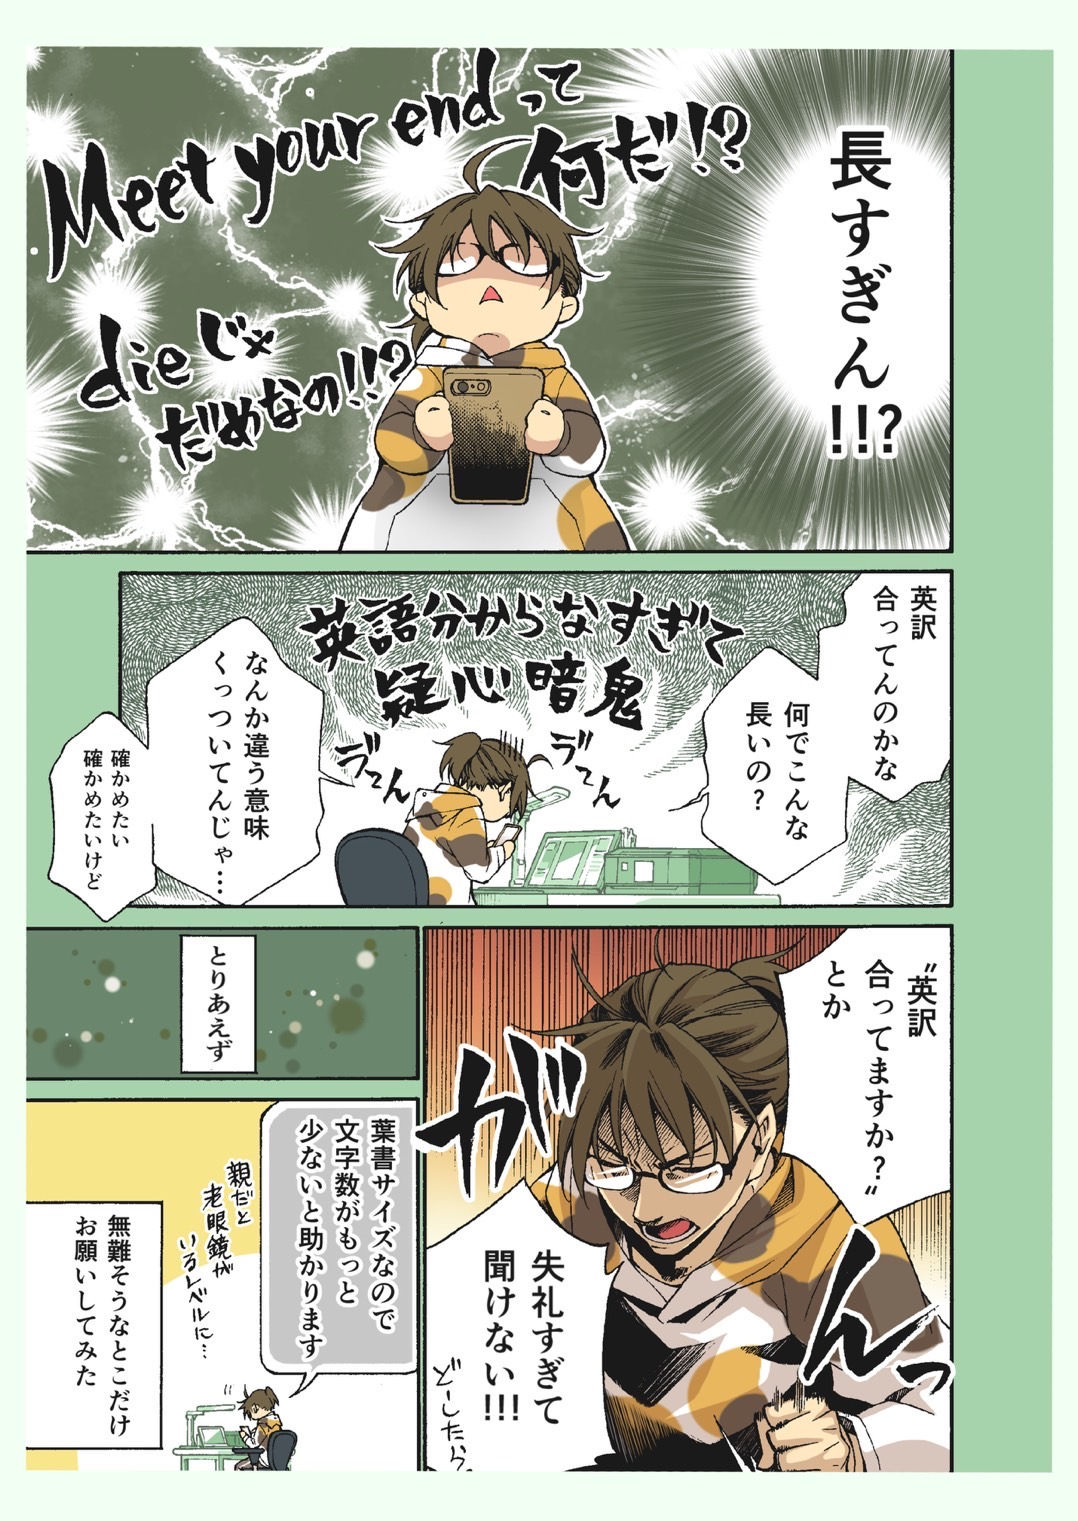 長すぎん!!?
Meet your endって
何だ!?
dieじゃ
だめなの!!?
英訳
合ってんのかな
何でこんな
長いの?
英語分からなすぎて
疑心暗鬼
ヴてん
ヴてん
なんか違う意味
くっついてんじゃ…
確かめたい
確かめたいけど
〝英訳
合ってますか?〟
とか
がんっ
失礼すぎて
聞けない!!!
どーしたら。
とりあえず
葉書サイズなので
文字数がもっと
少ないと助かります
親だと
老眼鏡が
いるレベルに…
無難そうなとこだけ
お願いしてみた